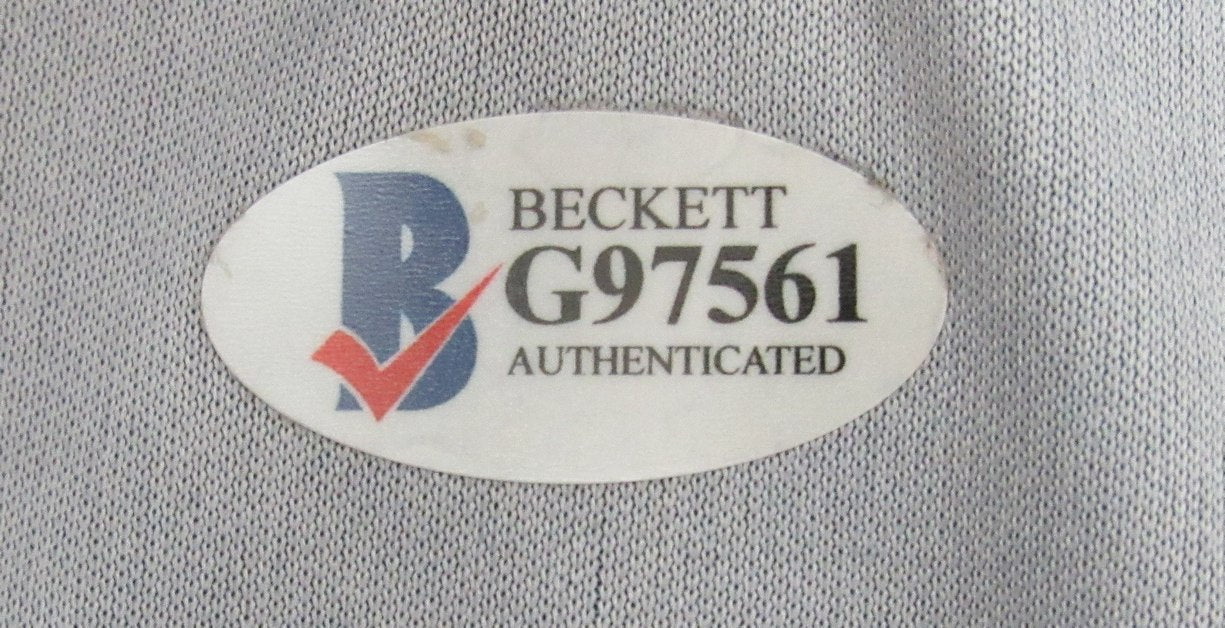 B
BECKETT
G97561
AUTHENTICATED